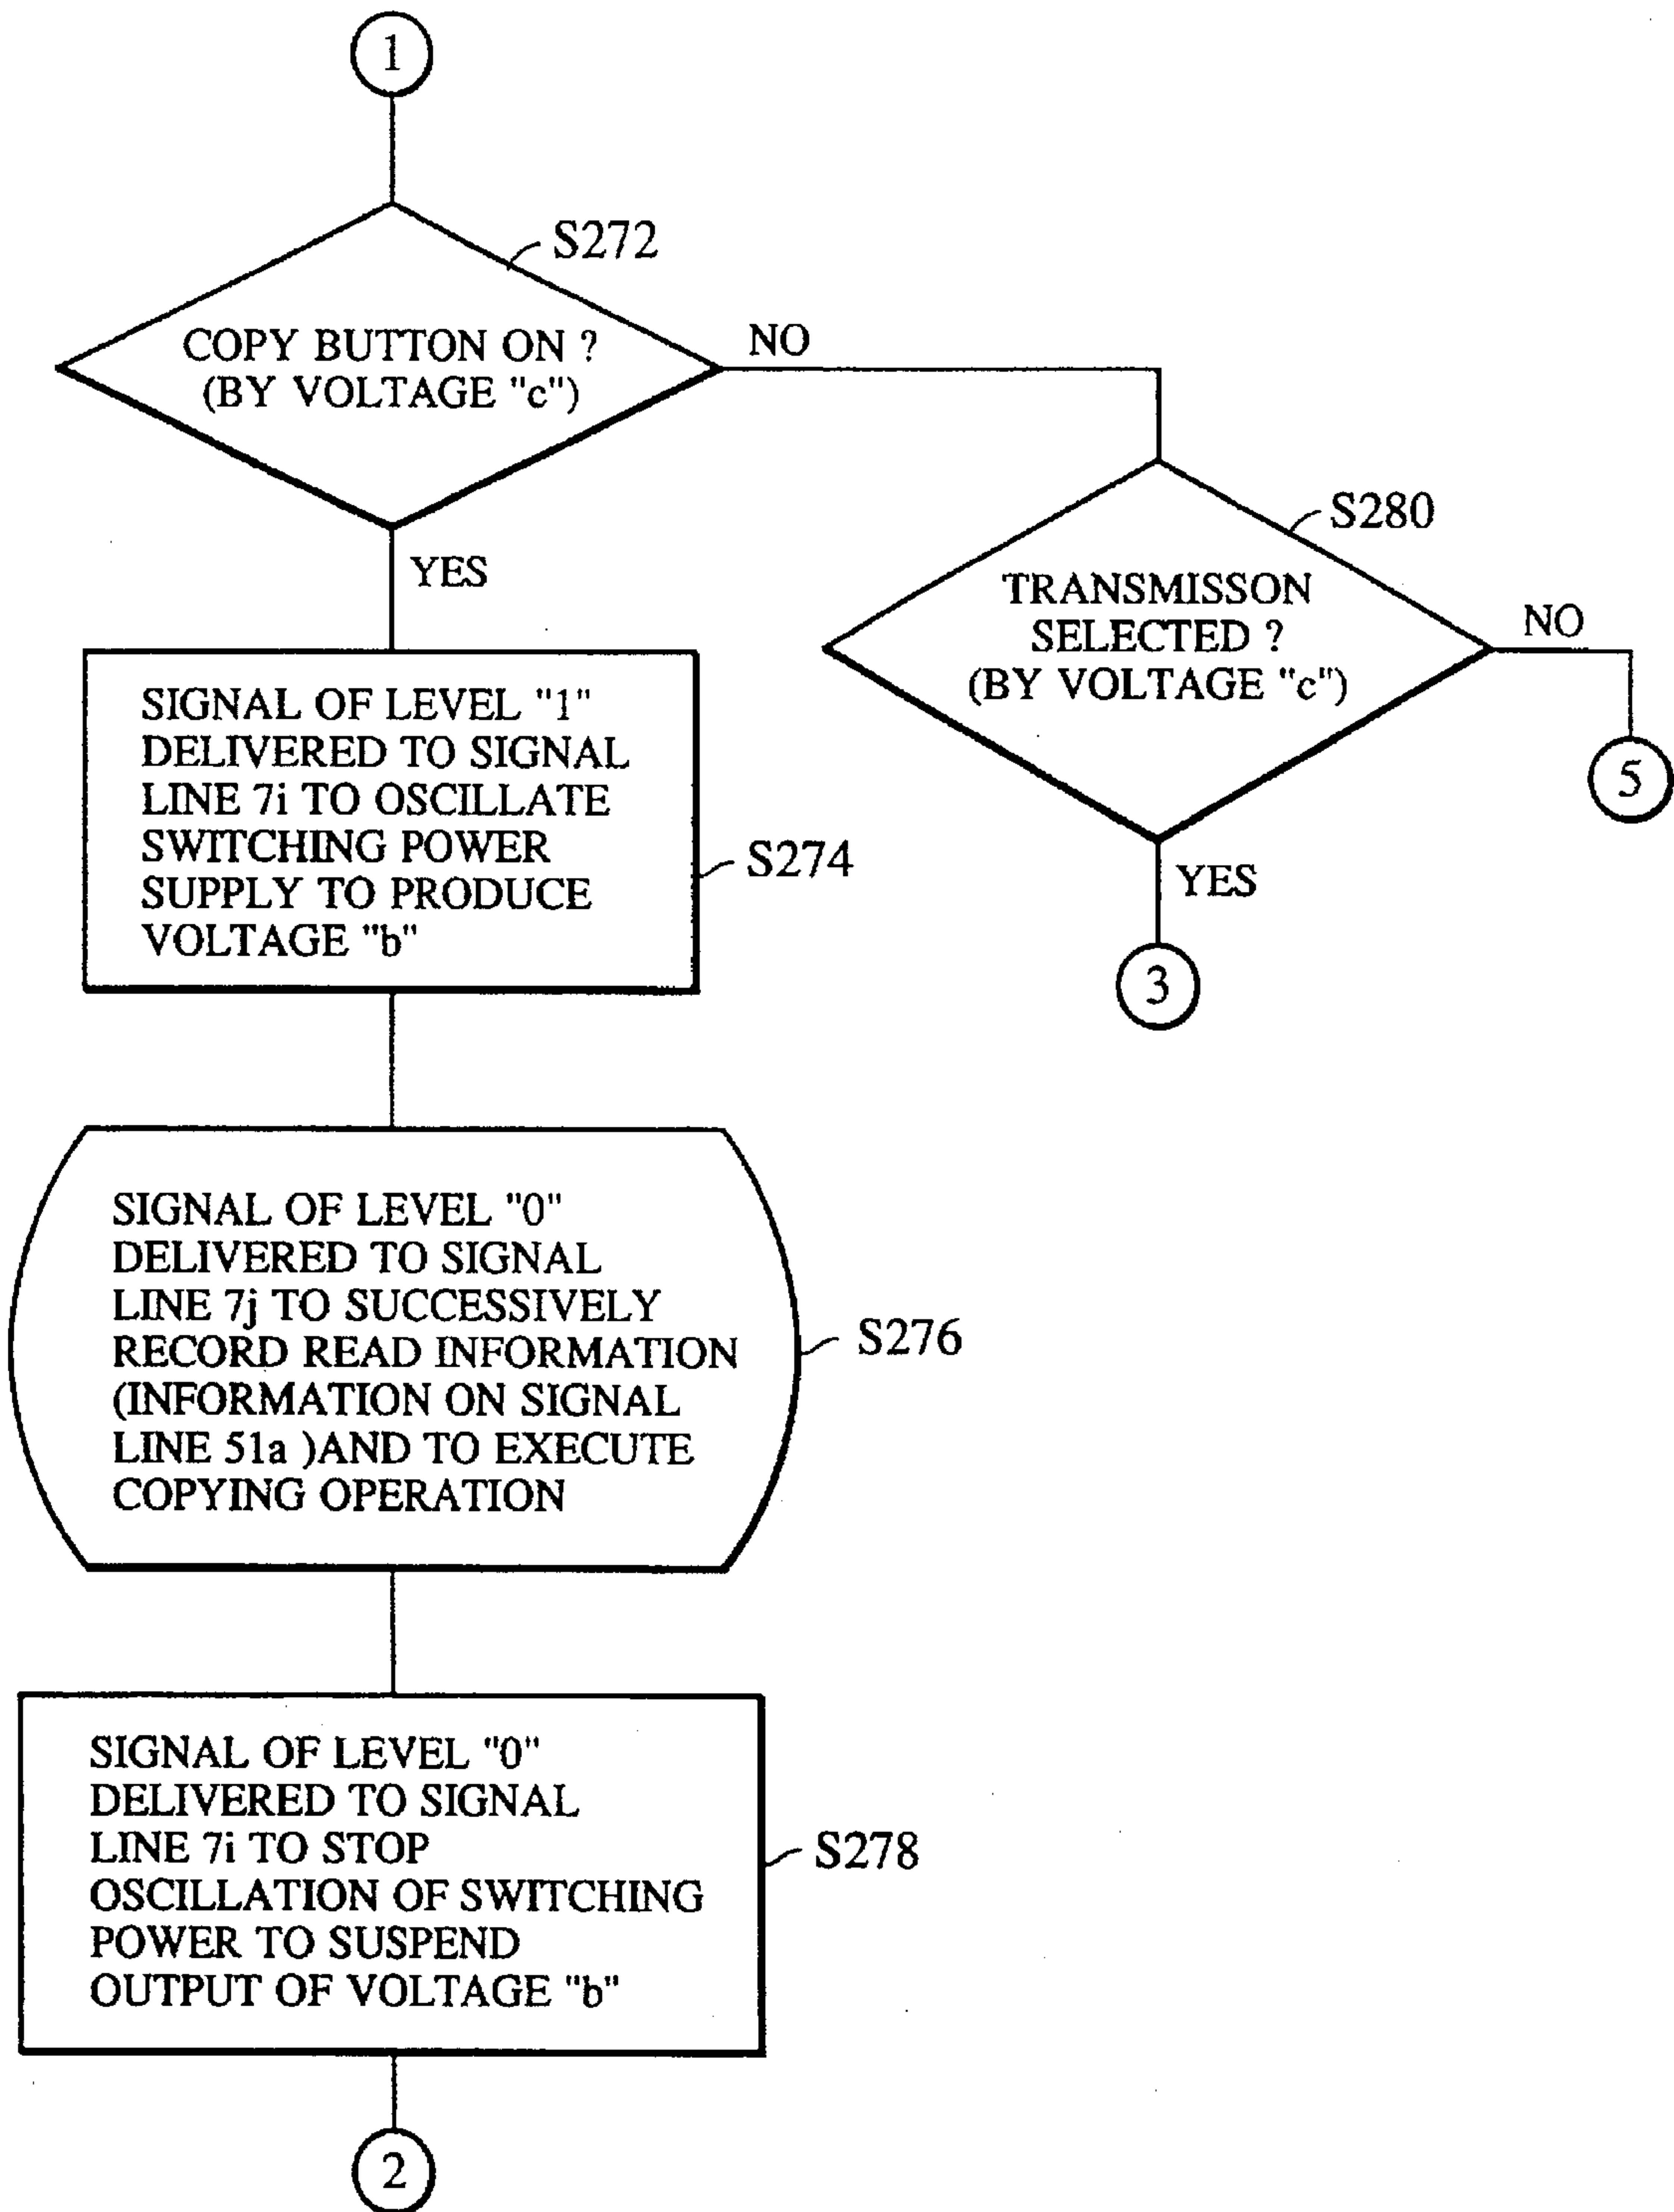 1
S272
COPY BUTTON ON ?
(BY VOLTAGE "c")
NO
YES
S280
TRANSMISSON
SELECTED ?
(BY VOLTAGE "c")
NO
5
YES
3
SIGNAL OF LEVEL "1"
DELIVERED TO SIGNAL
LINE 7i TO OSCILLATE
SWITCHING POWER
SUPPLY TO PRODUCE
VOLTAGE "b"
S274
SIGNAL OF LEVEL "0"
DELIVERED TO SIGNAL
LINE 7j TO SUCCESSIVELY
RECORD READ INFORMATION
(INFORMATION ON SIGNAL
LINE 51a )AND TO EXECUTE
COPYING OPERATION
S276
SIGNAL OF LEVEL "0"
DELIVERED TO SIGNAL
LINE 7i TO STOP
OSCILLATION OF SWITCHING
POWER TO SUSPEND
OUTPUT OF VOLTAGE "b"
S278
2